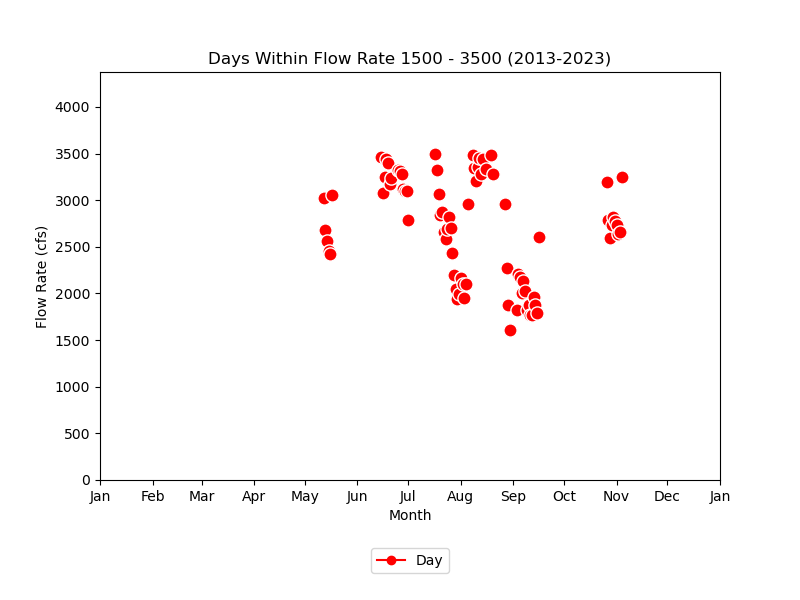 Days Within Flow Rate 1500 - 3500 (2013-2023)
4000
3500
3000
2500
2000
1500
1000
500
0
Flow Rate (cfs)
Jan Feb Mar Apr May Jun Jul Aug Sep Oct Nov Dec Jan
Month
Day